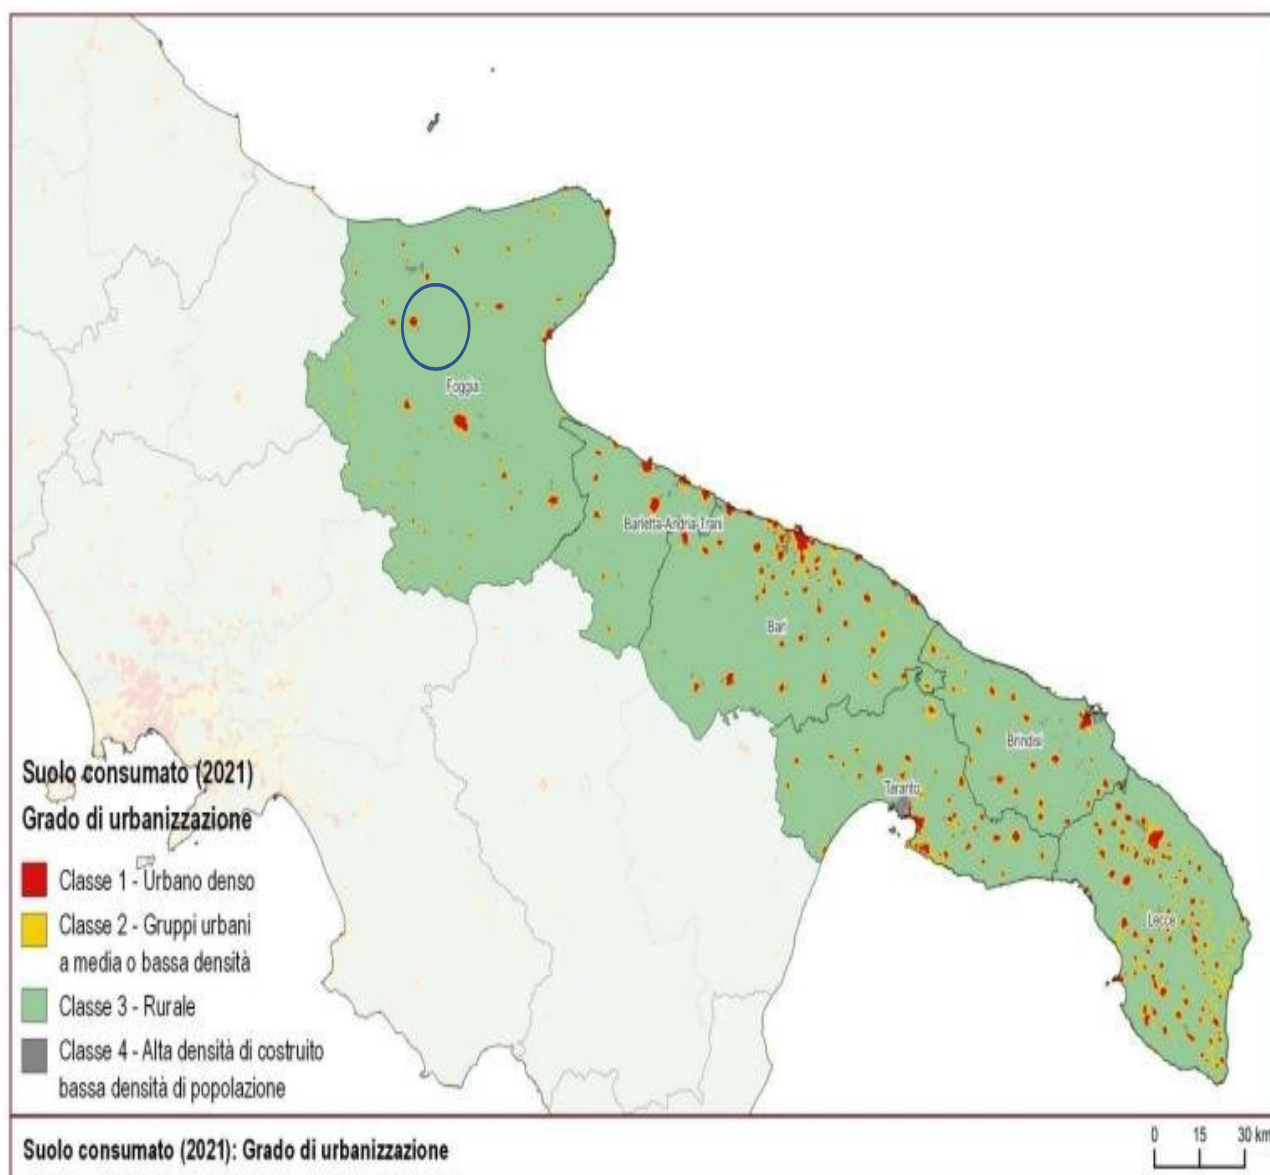 Foggia
Barletta-Andria-Trani
Bari
Brindisi
Taranto
Lecce
Suolo consumato (2021)
Grado di urbanizzazione
Classe 1 - Urbano denso
Classe 2 - Gruppi urbani
a media o bassa densità
Classe 3 - Rurale
Classe 4 - Alta densità di costruito
bassa densità di popolazione
Suolo consumato (2021): Grado di urbanizzazione
0 15 30 km